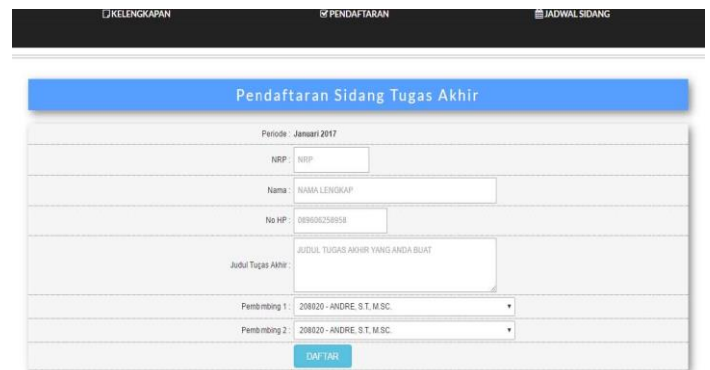 KELENGKAPAN PENDAFTARAN JADWAL SIDANG
Pendaftaran Sidang Tugas Akhir
Periode : Januari 2017
NRP : NRP
Nama : NAMA LENGKAP
No HP : 089606258958
JUDUL TUGAS AKHIR YANG ANDA BUAT
Judul Tugas Akhir :
Pembimbing 1 : 208020 - ANDRE, S.T, M.SC.
Pembimbing 2 : 208020 - ANDRE, S.T, M.SC.
DAFTAR